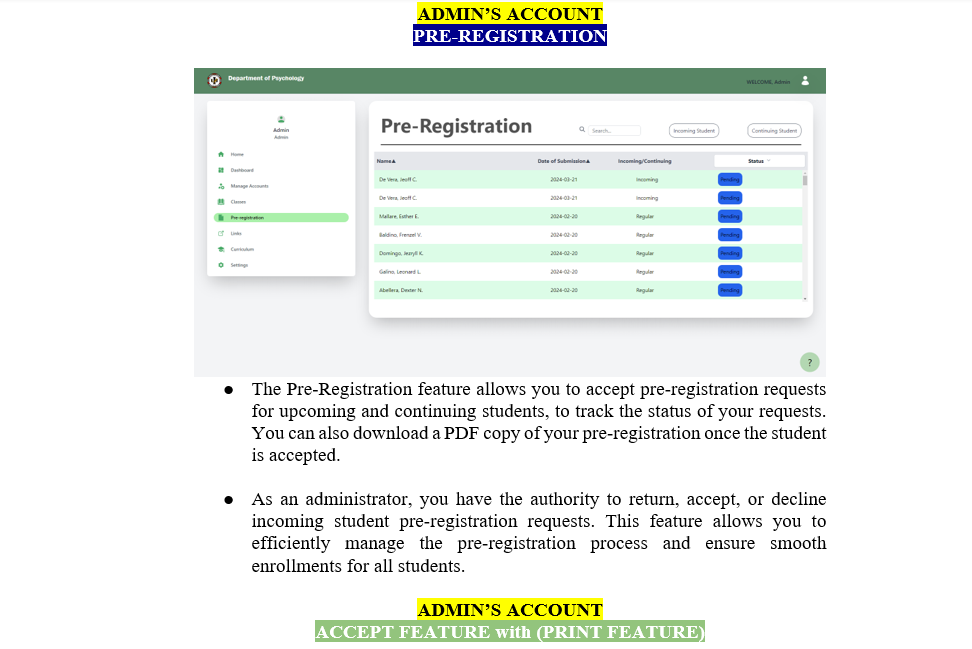 ADMIN’S ACCOUNT
PRE-REGISTRATION
Department of Psychology
WELCOME, Admin
Admin
Admin
Home
Dashboard
Manage Accounts
Classes
Pre-registration
Links
Curriculum
Settings
Pre-Registration
Search...
Incoming Student
Continuing Student
Name▲ Date of Submission▲ Incoming/Continuing Status
De Vera, Jeoff C. 2024-03-21 Incoming Pending
De Vera, Jeoff C. 2024-03-21 Incoming Pending
Mallare, Esther E. 2024-02-20 Regular Pending
Baldino, Frenzel V. 2024-02-20 Regular Pending
Domingo, Jezryll K. 2024-02-20 Regular Pending
Galino, Leonard L. 2024-02-20 Regular Pending
Abellera, Dexter N. 2024-02-20 Regular Pending
?
● The Pre-Registration feature allows you to accept pre-registration requests
for upcoming and continuing students, to track the status of your requests.
You can also download a PDF copy of your pre-registration once the student
is accepted.
● As an administrator, you have the authority to return, accept, or decline
incoming student pre-registration requests. This feature allows you to
efficiently manage the pre-registration process and ensure smooth
enrollments for all students.
ADMIN’S ACCOUNT
ACCEPT FEATURE with (PRINT FEATURE)